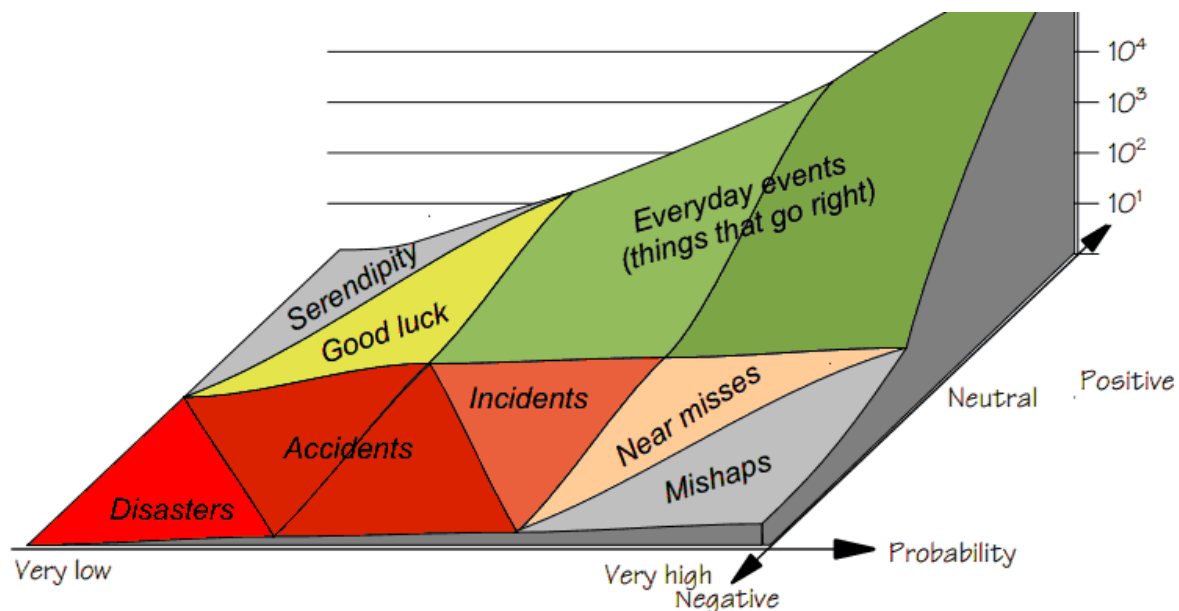 10⁴
10³
10²
10¹
Everyday events
(things that go right)
Serendipity
Good luck
Incidents
Near misses
Accidents
Mishaps
Disasters
Positive
Neutral
Probability
Very low
Very high
Negative